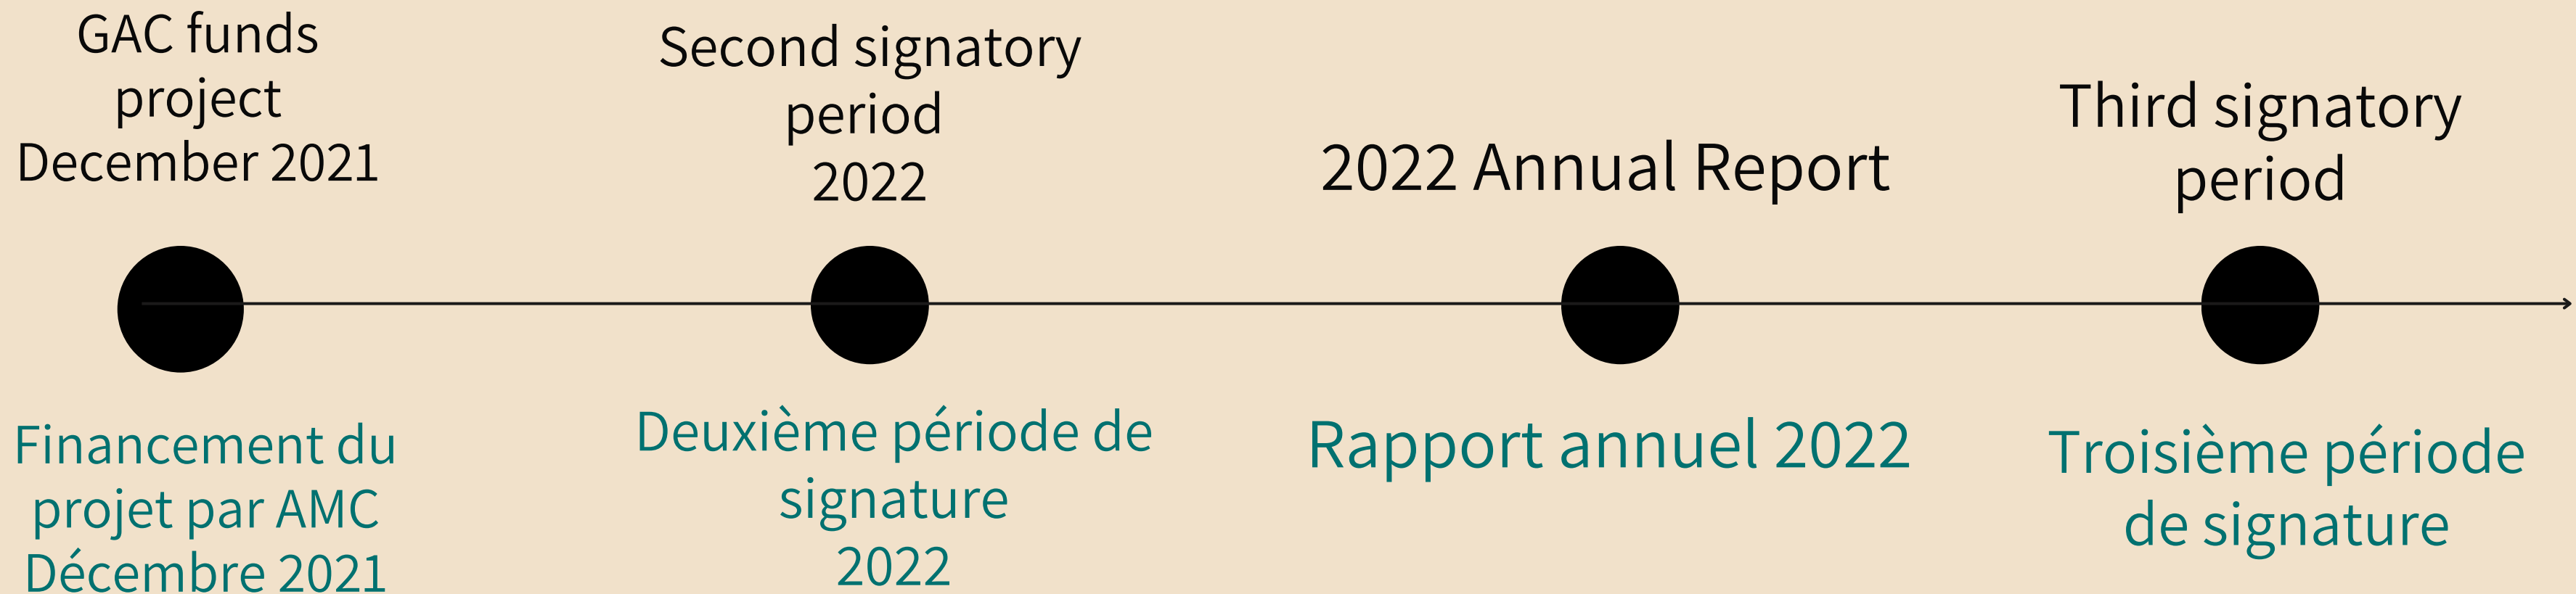 GAC funds
project
December 2021
Second signatory
period
2022
2022 Annual Report
Third signatory
period
Financement du
projet par AMC
Décembre 2021
Deuxième période de
signature
2022
Rapport annuel 2022
Troisième période
de signature